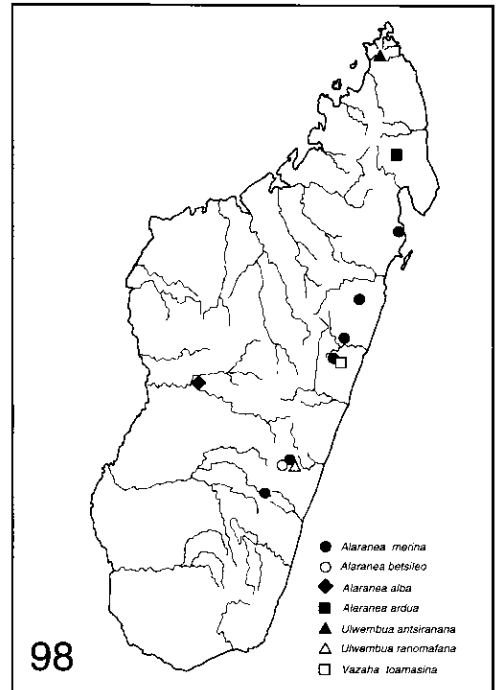 Alaranea merina
Alaranea betsileo
Alaranea alba
Alaranea ardua
Ulwembua antsiranana
Ulwembua ranomafana
Vazaha toamasina
98